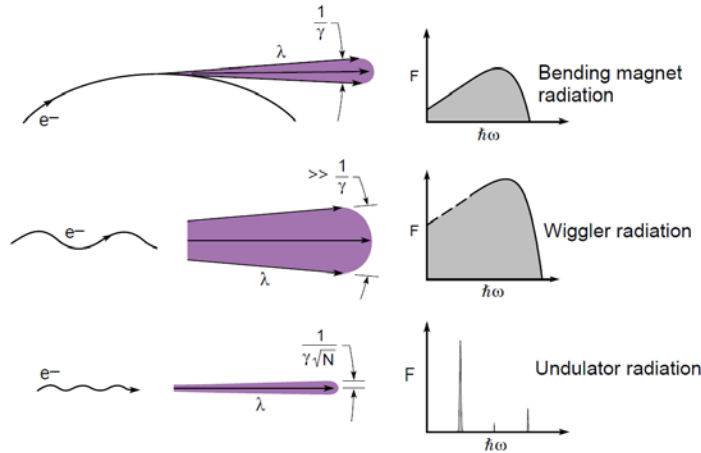 1/γ
λ
e–
F
ħω
Bending magnet
radiation
>> 1/γ
e–
λ
F
ħω
Wiggler radiation
1/γ√N
e–
λ
F
ħω
Undulator radiation